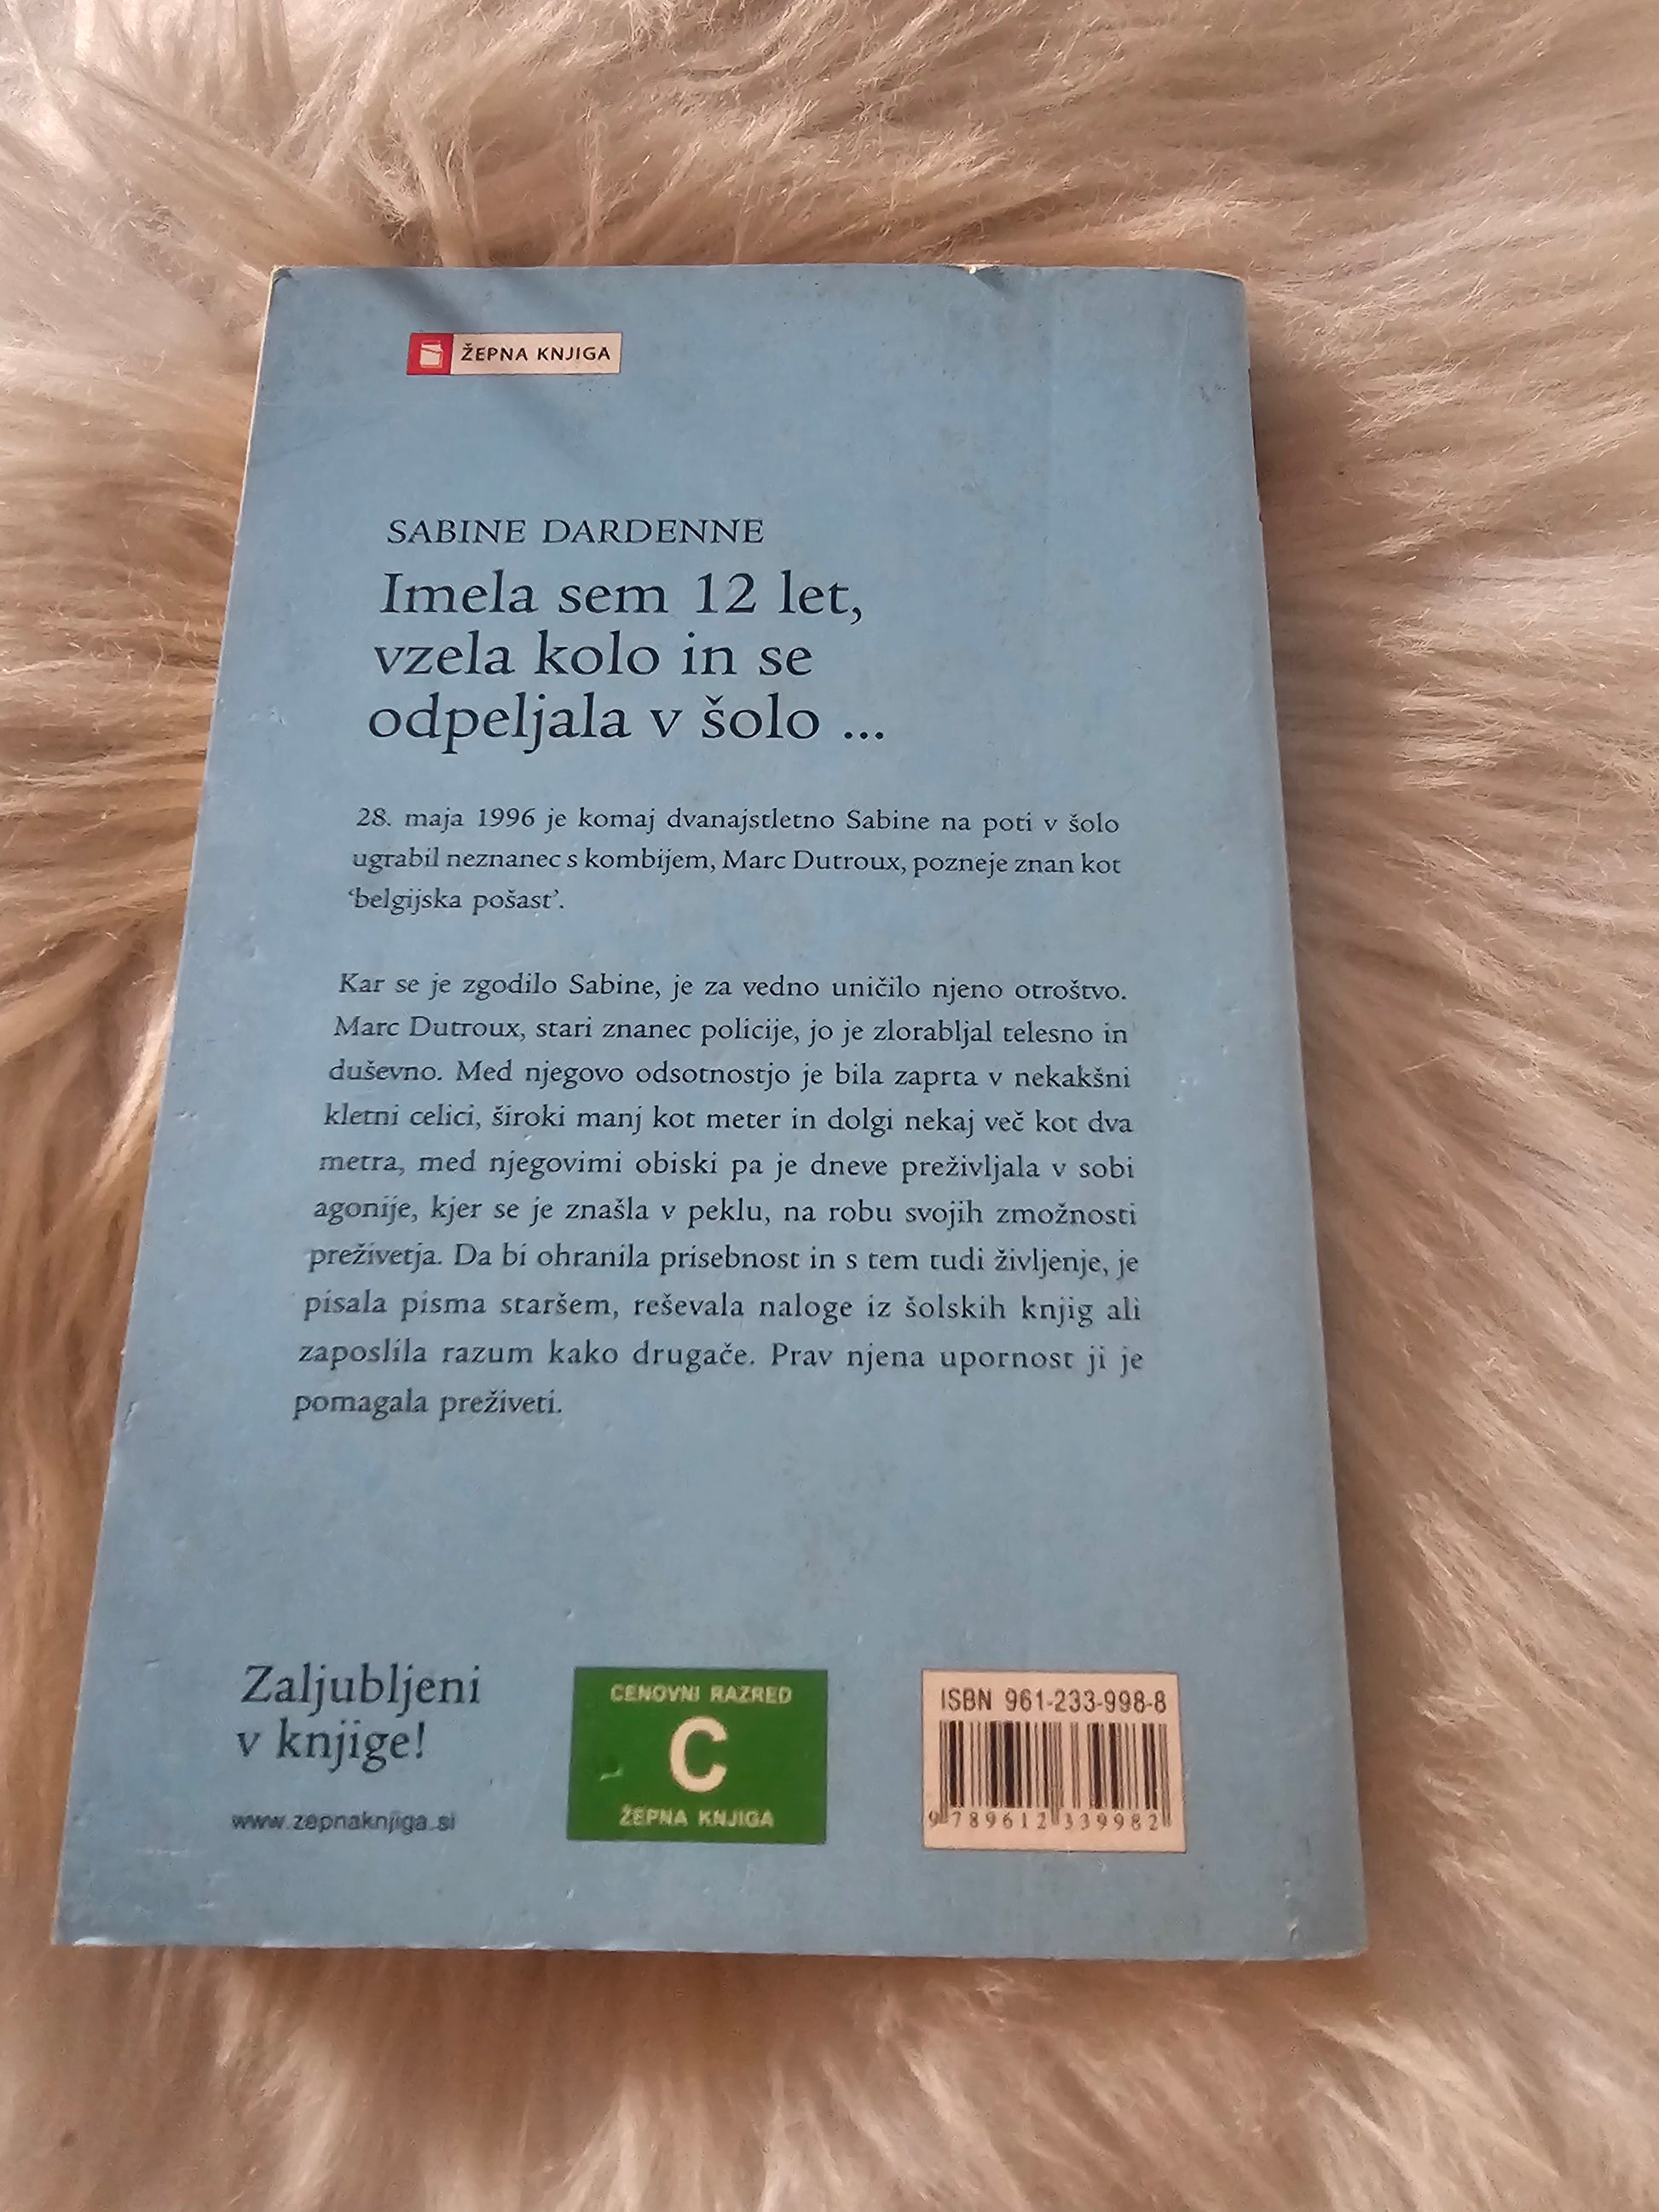 ŽEPNA KNJIGA
SABINE DARDENNE
Imela sem 12 let,
vzela kolo in se
odpeljala v šolo ...
28. maja 1996 je komaj dvanajstletno Sabine na poti v šolo
ugrabil neznanec s kombijem, Marc Dutroux, pozneje znan kot
‘belgijska pošast’.
Kar se je zgodilo Sabine, je za vedno uničilo njeno otroštvo.
Marc Dutroux, stari znanec policije, jo je zlorabljal telesno in
duševno. Med njegovo odsotnostjo je bila zaprta v nekakšni
kletni celici, široki manj kot meter in dolgi nekaj več kot dva
metra, med njegovimi obiski pa je dneve preživljala v sobi
agonije, kjer se je znašla v peklu, na robu svojih zmožnosti
preživetja. Da bi ohranila prisebnost in s tem tudi življenje, je
pisala pisma staršem, reševala naloge iz šolskih knjig ali
zaposlila razum kako drugače. Prav njena upornost ji je
pomagala preživeti.
Zaljubljeni
v knjige!
www.zepnaknjiga.si
CENOVNI RAZRED
C
ŽEPNA KNJIGA
ISBN 961-233-998-8
9 789612 339982